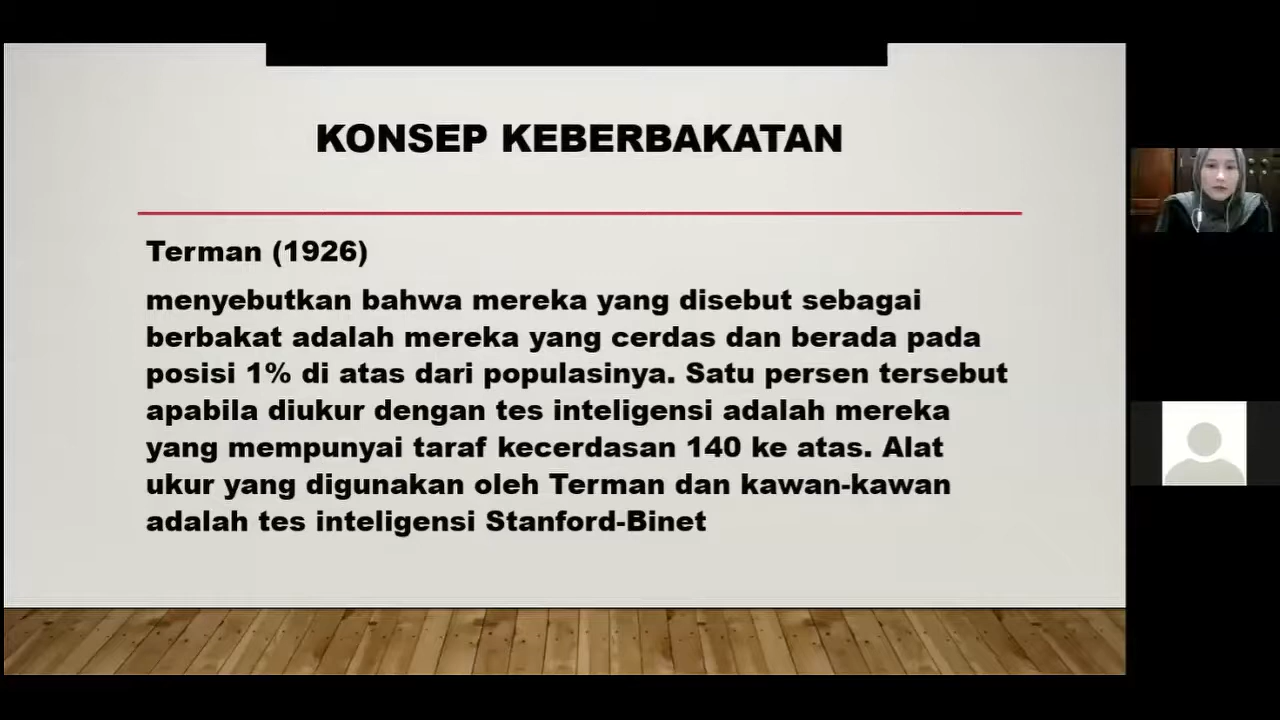 KONSEP KEBERBAKATAN
Terman (1926)
menyebutkan bahwa mereka yang disebut sebagai
berbakat adalah mereka yang cerdas dan berada pada
posisi 1% di atas dari populasinya. Satu persen tersebut
apabila diukur dengan tes inteligensi adalah mereka
yang mempunyai taraf kecerdasan 140 ke atas. Alat
ukur yang digunakan oleh Terman dan kawan-kawan
adalah tes inteligensi Stanford-Binet